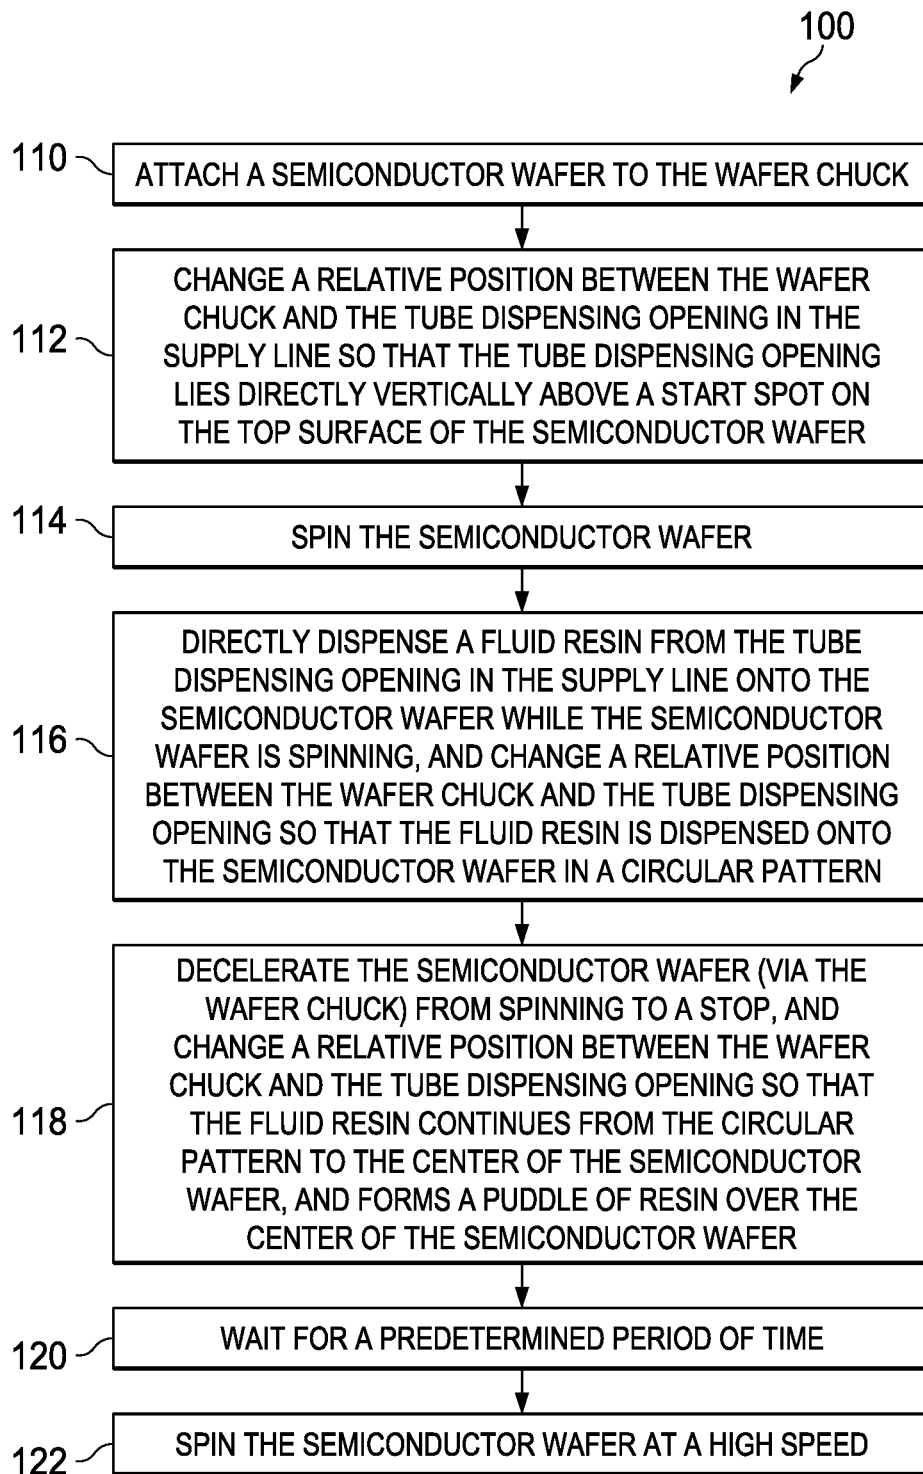 100
110
ATTACH A SEMICONDUCTOR WAFER TO THE WAFER CHUCK
112
CHANGE A RELATIVE POSITION BETWEEN THE WAFER
CHUCK AND THE TUBE DISPENSING OPENING IN THE
SUPPLY LINE SO THAT THE TUBE DISPENSING OPENING
LIES DIRECTLY VERTICALLY ABOVE A START SPOT ON
THE TOP SURFACE OF THE SEMICONDUCTOR WAFER
114
SPIN THE SEMICONDUCTOR WAFER
116
DIRECTLY DISPENSE A FLUID RESIN FROM THE TUBE
DISPENSING OPENING IN THE SUPPLY LINE ONTO THE
SEMICONDUCTOR WAFER WHILE THE SEMICONDUCTOR
WAFER IS SPINNING, AND CHANGE A RELATIVE POSITION
BETWEEN THE WAFER CHUCK AND THE TUBE DISPENSING
OPENING SO THAT THE FLUID RESIN IS DISPENSED ONTO
THE SEMICONDUCTOR WAFER IN A CIRCULAR PATTERN
118
DECELERATE THE SEMICONDUCTOR WAFER (VIA THE
WAFER CHUCK) FROM SPINNING TO A STOP, AND
CHANGE A RELATIVE POSITION BETWEEN THE WAFER
CHUCK AND THE TUBE DISPENSING OPENING SO THAT
THE FLUID RESIN CONTINUES FROM THE CIRCULAR
PATTERN TO THE CENTER OF THE SEMICONDUCTOR
WAFER, AND FORMS A PUDDLE OF RESIN OVER THE
CENTER OF THE SEMICONDUCTOR WAFER
120
WAIT FOR A PREDETERMINED PERIOD OF TIME
122
SPIN THE SEMICONDUCTOR WAFER AT A HIGH SPEED